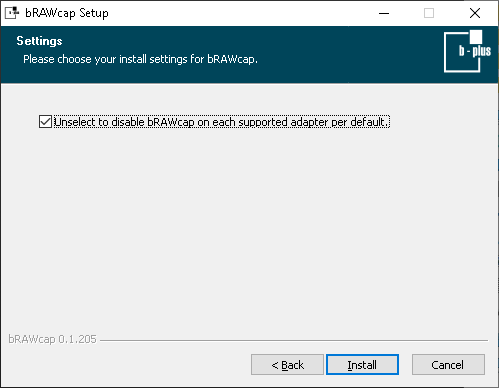 bRAWcap Setup
Settings
Please choose your install settings for bRAWcap.
b - plus
Unselect to disable bRAWcap on each supported adapter per default.
bRAWcap 0.1.205
< Back
Install
Cancel